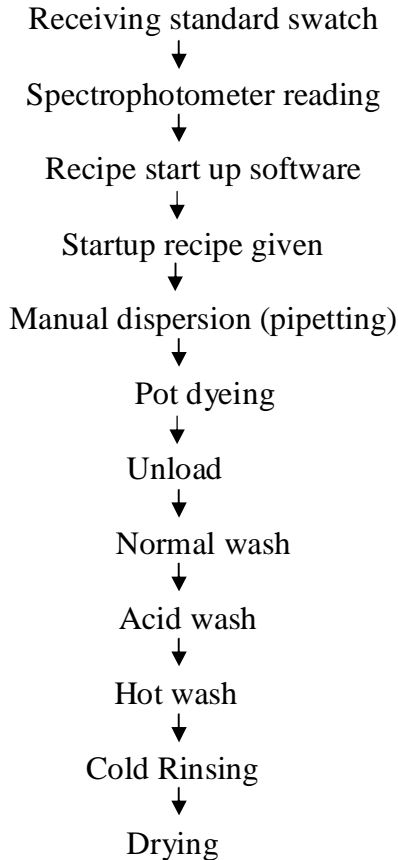 Receiving standard swatch
Spectrophotometer reading
Recipe start up software
Startup recipe given
Manual dispersion (pipetting)
Pot dyeing
Unload
Normal wash
Acid wash
Hot wash
Cold Rinsing
Drying